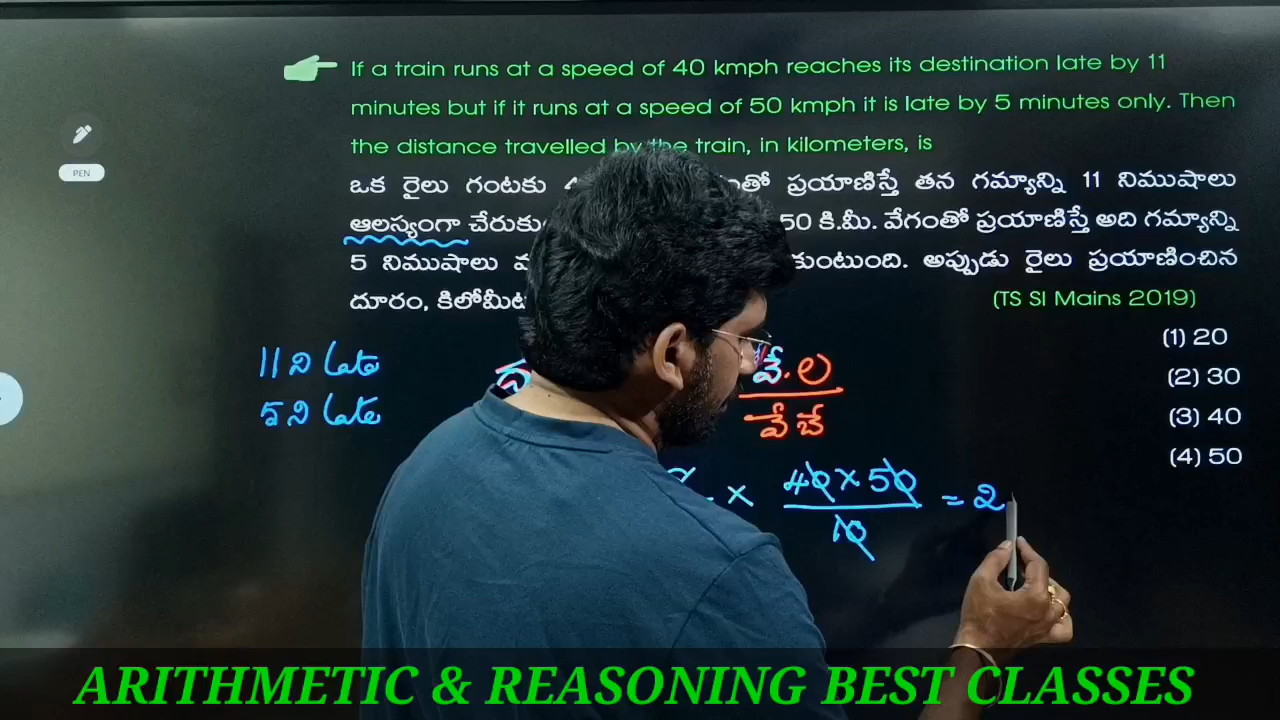 If a train runs at a speed of 40 kmph reaches its destination late by 11
minutes but if it runs at a speed of 50 kmph it is late by 5 minutes only. Then
the distance travelled by the train, in kilometers, is
PEN
ఒక రైలు గంటకు 4 ప్రయాణిస్తే తన గమ్యాన్ని 11 నిముషాలు
ఆలస్యంగా 50 కి.మీ. వేగంతో ప్రయాణిస్తే అది గమ్యాన్ని
5 నిముషాలు అప్పుడు రైలు ప్రయాణించిన
దూరం,
(TS SI Mains 2019)
(1) 20
(2) 30
(3) 40
(4) 50
11 ని late
5 ని late
వే. ల
వే చే
× 40 × 50 = 2
10
ARITHMETIC & REASONING BEST CLASSES